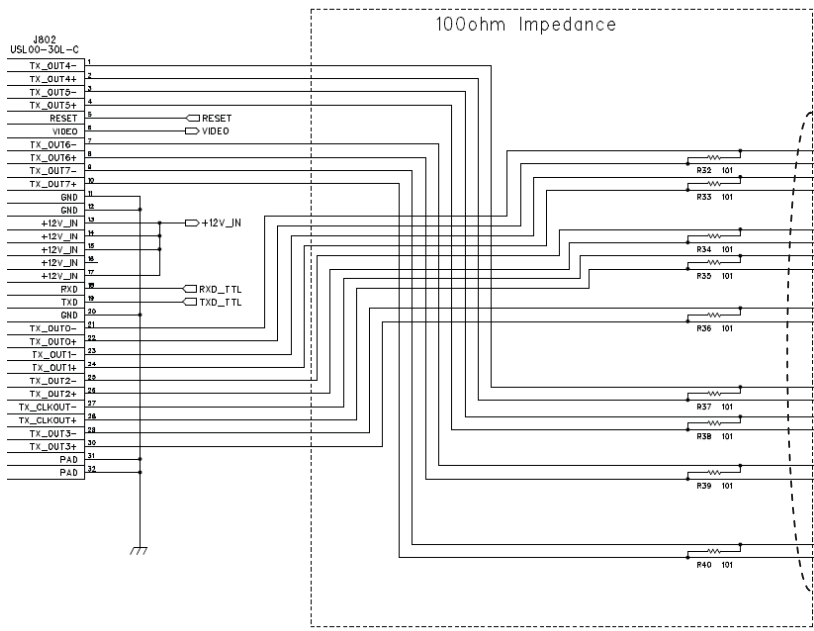 100ohm Impedance
J802
USL00-30L-C
TX_OUT4- 1
TX_OUT4+ 2
TX_OUT5- 3
TX_OUT5+ 4
RESET 5 RESET
VIDEO 6 VIDEO
TX_OUT6- 7
TX_OUT6+ 8
TX_OUT7- 9
TX_OUT7+ 10
GND 11
GND 12
+12V_IN 13 +12V_IN
+12V_IN 14
+12V_IN 15
+12V_IN 16
+12V_IN 17
RXD 18 RXD_TTL
TXD 19 TXD_TTL
GND 20
TX_OUT0- 21
TX_OUT0+ 22
TX_OUT1- 23
TX_OUT1+ 24
TX_OUT2- 25
TX_OUT2+ 26
TX_CLKOUT- 27
TX_CLKOUT+ 28
TX_OUT3- 29
TX_OUT3+ 30
PAD 31
PAD 32
R32 101
R33 101
R34 101
R35 101
R36 101
R37 101
R38 101
R39 101
R40 101